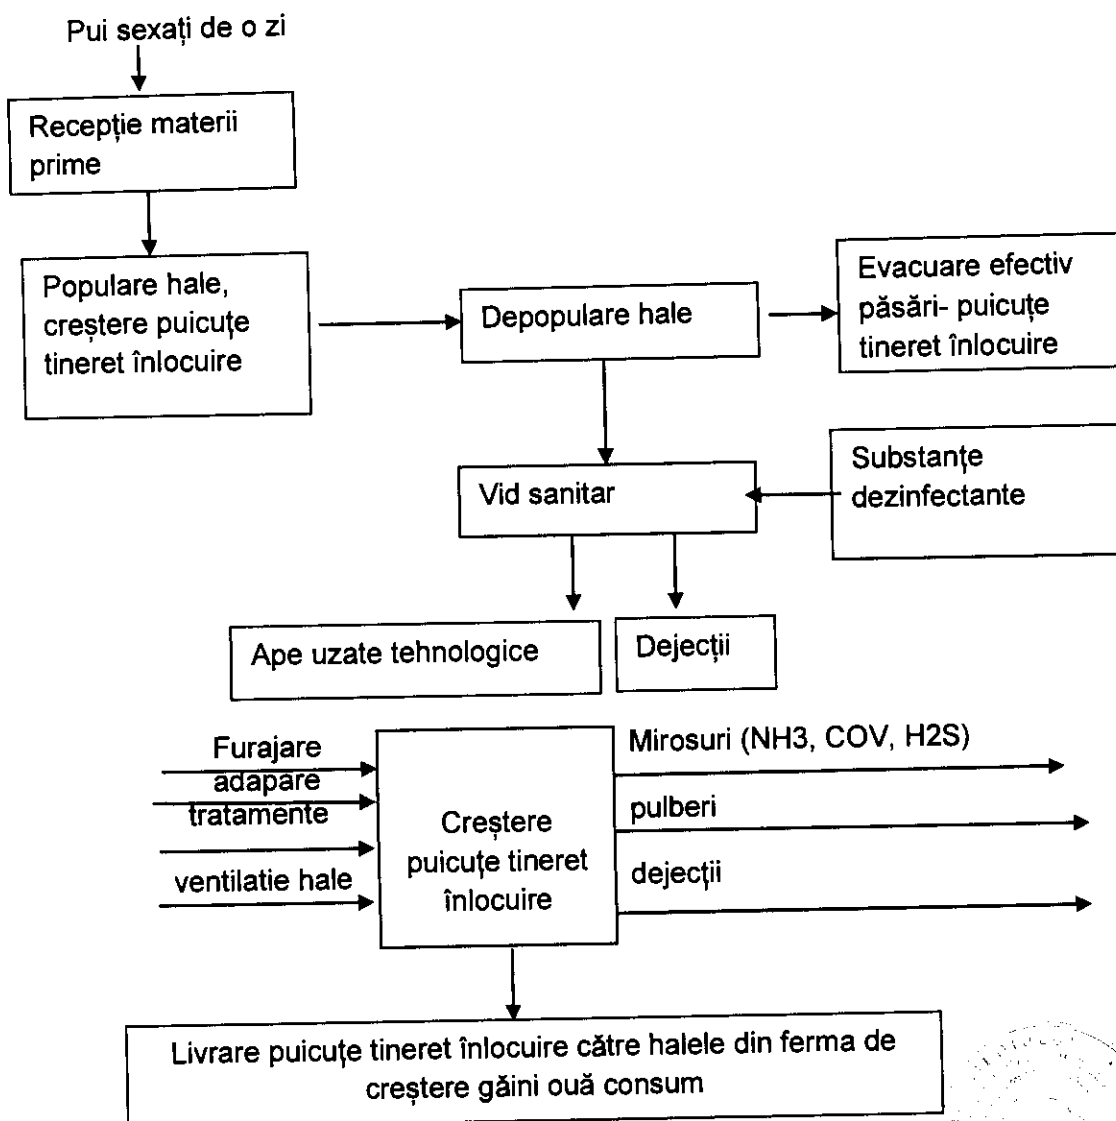 Pui sexați de o zi
Recepție materii
prime
Populare hale,
creștere puicuțe
tineret înlocuire
Depopulare hale
Evacuare efectiv
păsări- puicuțe
tineret înlocuire
Vid sanitar
Substanțe
dezinfectante
Ape uzate tehnologice
Dejecții
Furajare
adapare
tratamente
ventilatie hale
Creștere
puicuțe tineret
înlocuire
Mirosuri (NH3, COV, H2S)
pulberi
dejecții
Livrare puicuțe tineret înlocuire către halele din ferma de
creștere găini ouă consum